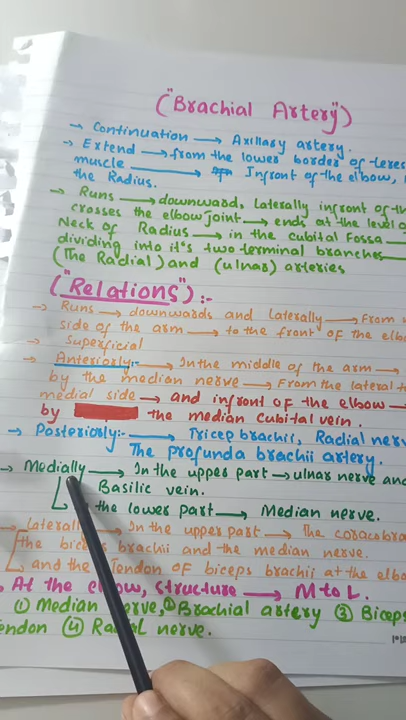 ("Brachial Artery")
→ Continuation → Axillary artery.
→ Extend → from the lower border of teres
muscle → Infront of the elbow,
the Radius.
→ Runs → downward, laterally infront of th
crosses the elbow joint → ends at the level of
Neck of Radius → in the cubital fossa
dividing into it's two terminal branches
(The Radial) and (ulnar) arteries
("Relations") :-
→ Runs → downwards and laterally → From
side of the arm → to the front of the elbo
→ Superficial
→ Anteriorly:- → In the middle of the arm →
by the median nerve → From the lateral to
medial side → and infront of the elbow →
by the median cubital vein.
→ Posteriorly:- → Tricep brachii, Radial nerv
The profunda brachii artery.
→ Medially → In the upper part → ulnar nerve and
Basilic vein.
the lower part → Median nerve.
→ Laterall In the upper part → The coracobra
the bice brachii and the median nerve.
and the Tendon of biceps brachii at the elbo
At the elbow, structure → M to L.
① Median nerve, ② Brachial artery ③ Biceps
endon ④ Radial nerve.